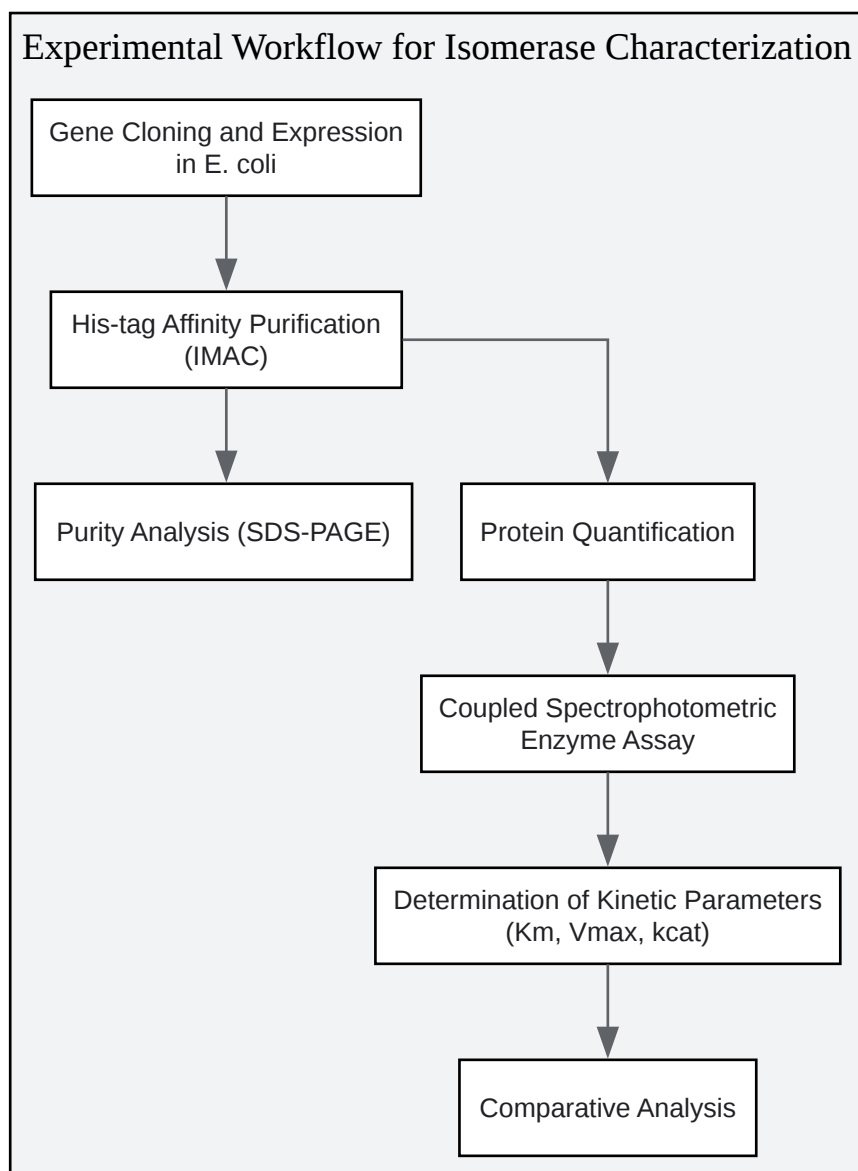 Experimental Workflow for Isomerase Characterization
Gene Cloning and Expression
in E. coli
His-tag Affinity Purification
(IMAC)
Purity Analysis (SDS-PAGE)
Protein Quantification
Coupled Spectrophotometric
Enzyme Assay
Determination of Kinetic Parameters
(Km, Vmax, kcat)
Comparative Analysis